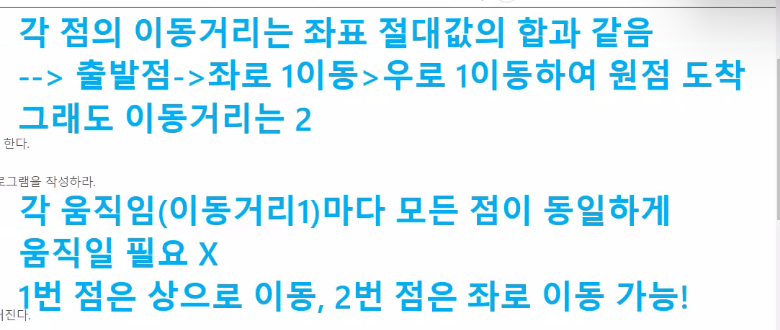 각 점의 이동거리는 좌표 절대값의 합과 같음
--> 출발점->좌로 1이동>우로 1이동하여 원점 도착
그래도 이동거리는 2
한다.
로그램을 작성하라.
각 움직임(이동거리1)마다 모든 점이 동일하게
움직일 필요 X
1번 점은 상으로 이동, 2번 점은 좌로 이동 가능!
어진다.